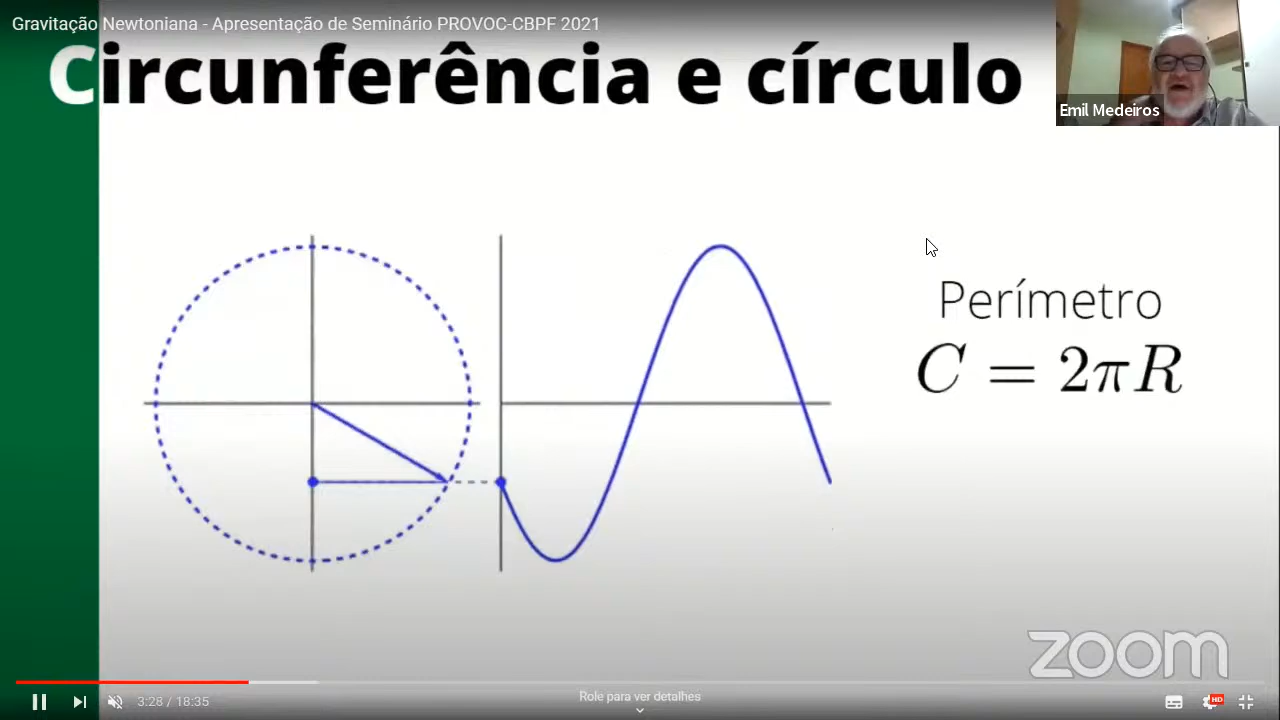 Gravitação Newtoniana - Apresentação de Seminário PROVOC-CBPF 2021
Circunferência e círculo
Emil Medeiros
Perímetro
C = 2πR
zoom
3:28 / 18:35
Role para ver detalhes
HD